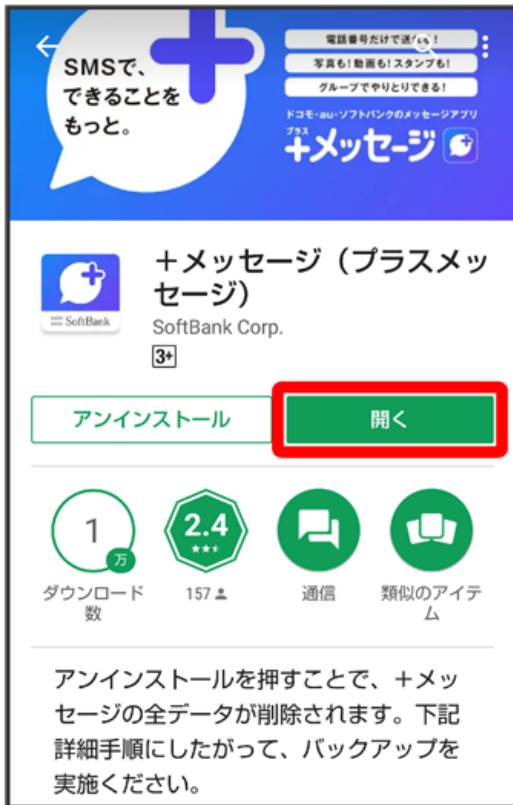 SMSで、
できることを
もっと。
電話番号だけで送
写真も!動画も!スタンプも!
グループでやりとりできる!
ドコモ・au・ソフトバンクのメッセージアプリ
プラス
+メッセージ
+メッセージ(プラスメッ
セージ)
SoftBank
SoftBank Corp.
3+
アンインストール
開く
1
万
2.4
ダウンロード
数
157
通信
類似のアイテ
ム
アンインストールを押すことで、+メッ
セージの全データが削除されます。下記
詳細手順にしたがって、バックアップを
実施ください。